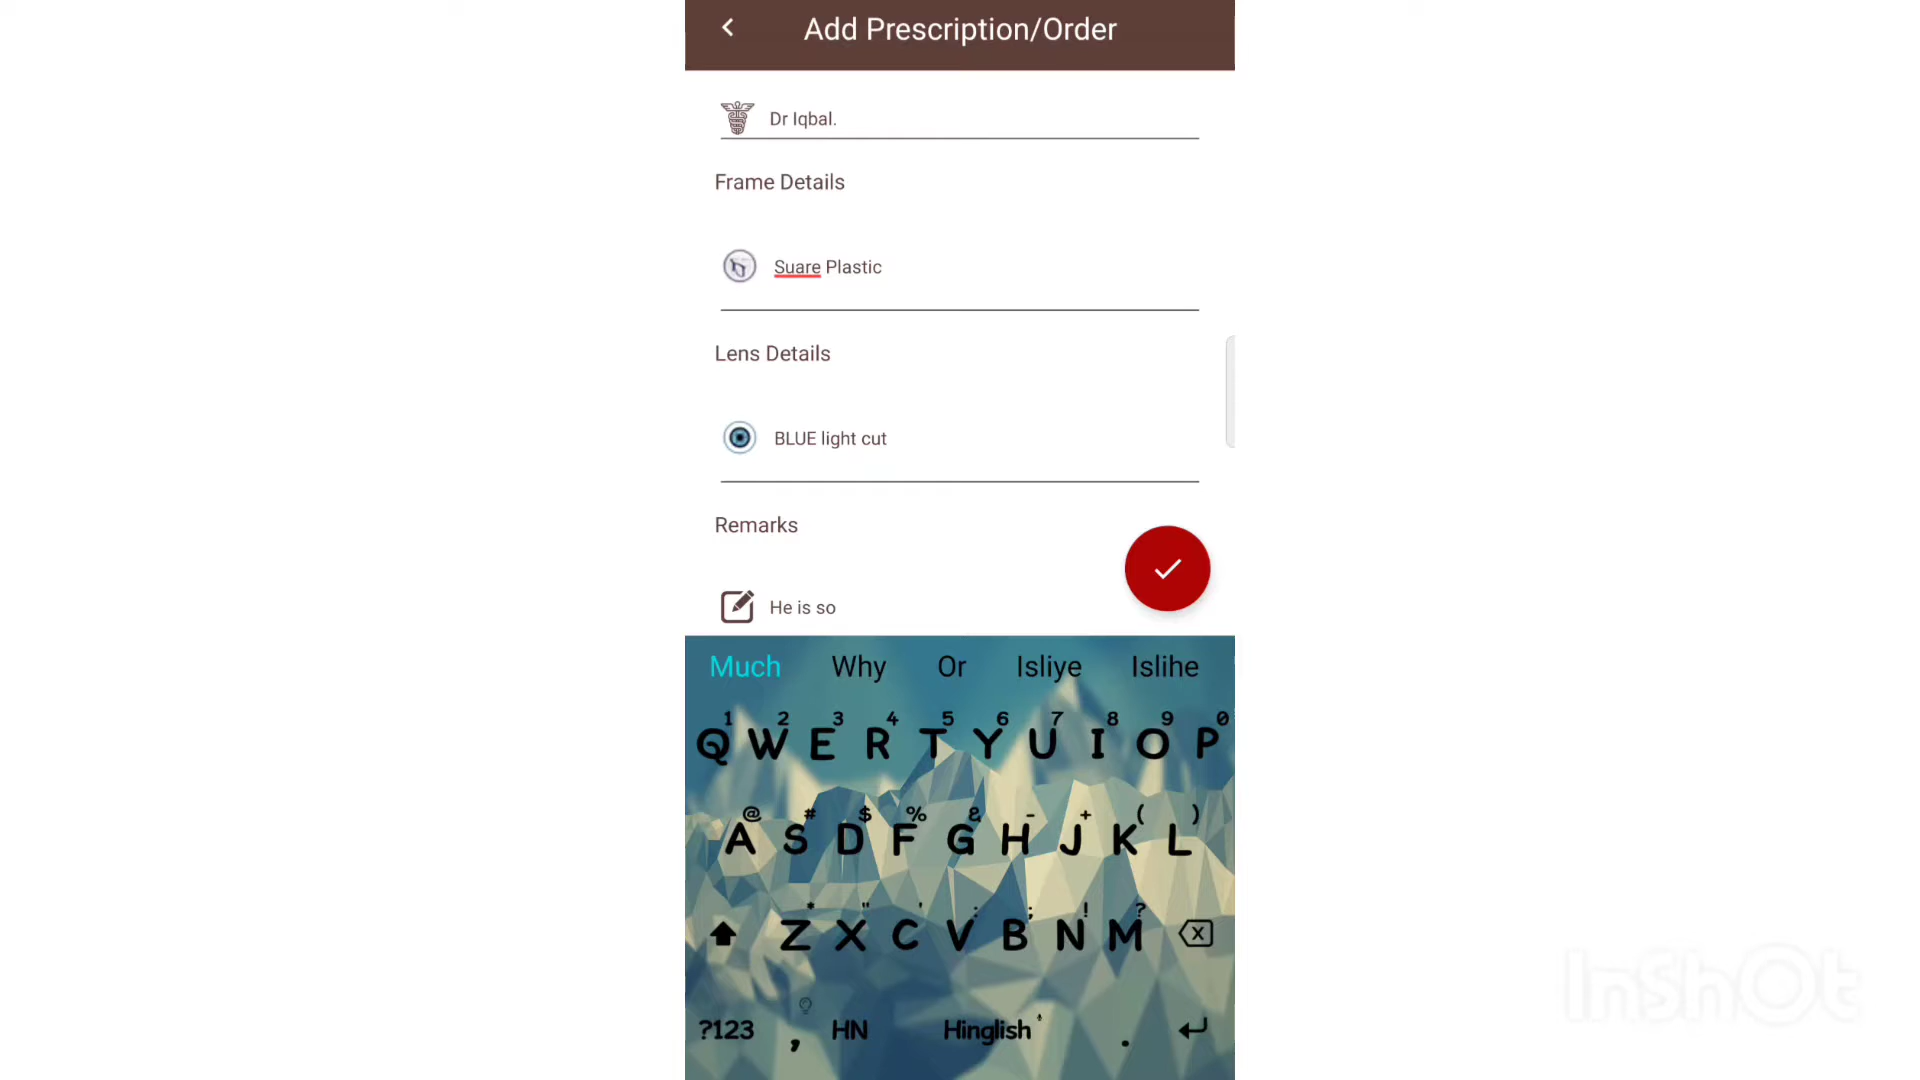 Add Prescription/Order
Dr Iqbal.
Frame Details
Suare Plastic
Lens Details
BLUE light cut
Remarks
He is so
Much Why Or Isliye Islihe
1 2 3 4 5 6 7 8 9 0
Q W E R T Y U I O P
@ # $ % & - + ( )
A S D F G H J K L
* " ' : ; ! ?
Z X C V B N M
?123 , HN Hinglish .
InShOt